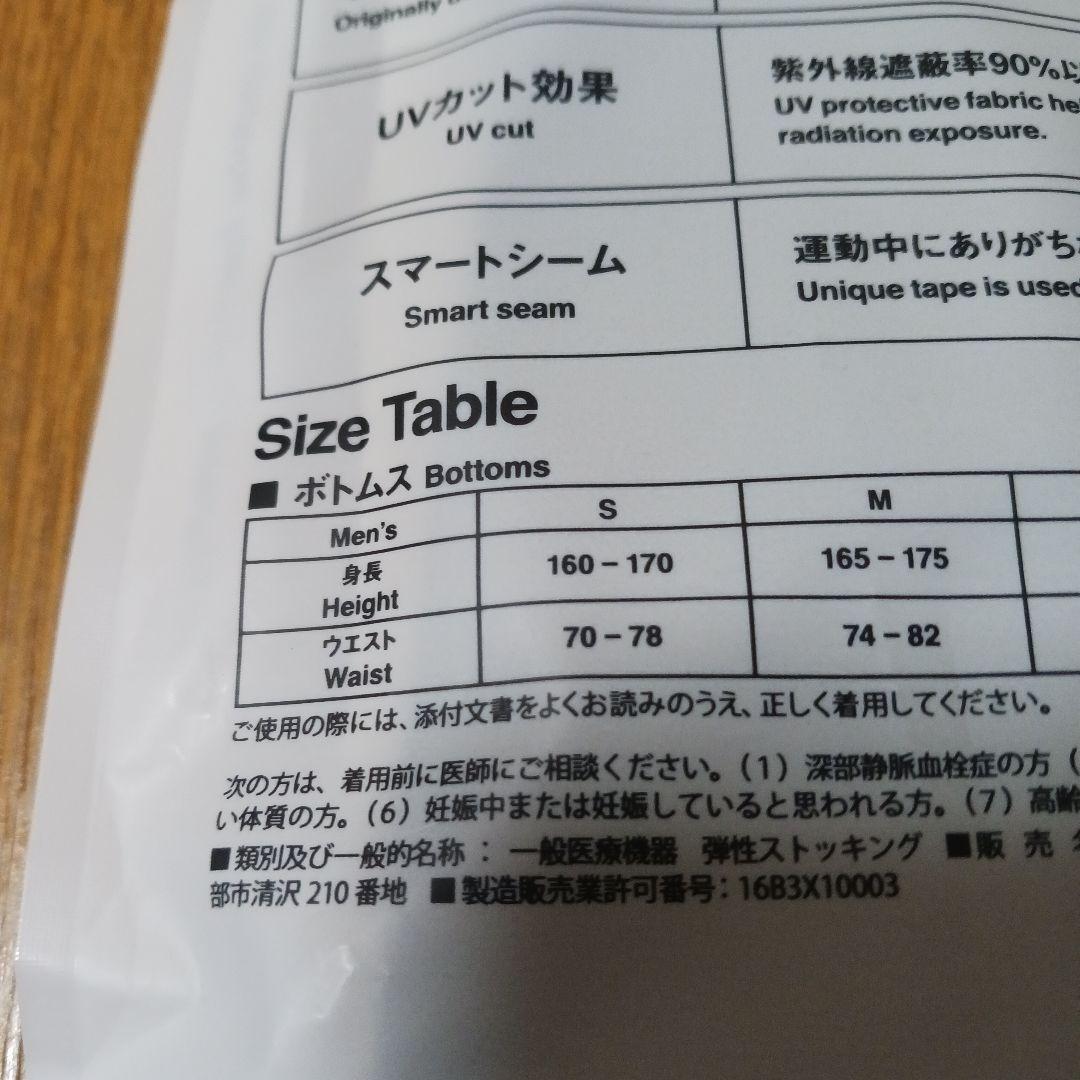 Originally
UVカット効果
UV cut
紫外線遮蔽率90%以
UV protective fabric he
radiation exposure.
スマートシーム
Smart seam
運動中にありがち
Unique tape is used
Size Table
■ ボトムス Bottoms
Men's S M
身長
Height 160 – 170 165 – 175
ウエスト
Waist 70 – 78 74 – 82
ご使用の際には、添付文書をよくお読みのうえ、正しく着用してください。
次の方は、着用前に医師にご相談ください。(1) 深部静脈血栓症の方 (
い体質の方。(6) 妊娠中または妊娠していると思われる方。(7) 高齢
■類別及び一般的名称 : 一般医療機器 弾性ストッキング ■販 売
部市清沢 210 番地 ■製造販売業許可番号: 16B3X10003